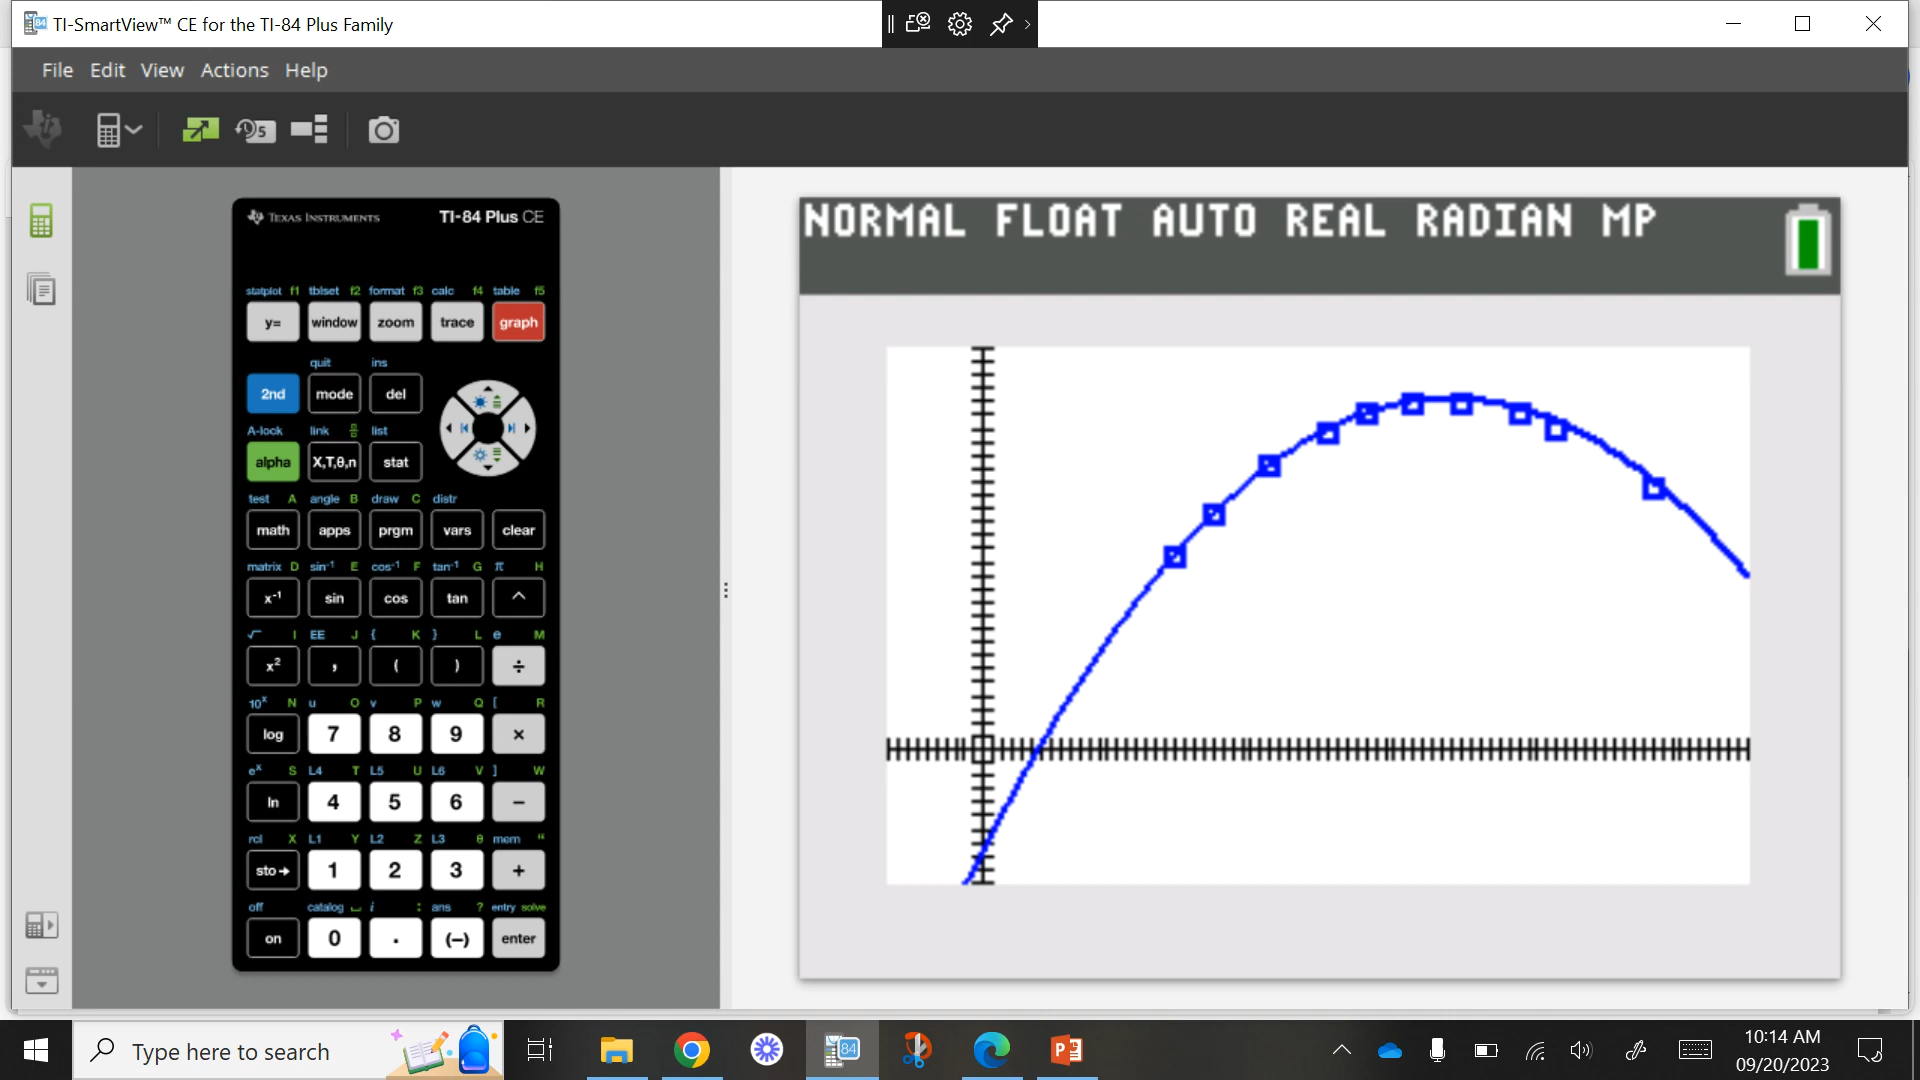 TI-SmartView™ CE for the TI-84 Plus Family
File Edit View Actions Help
TEXAS INSTRUMENTS TI-84 Plus CE
statplot f1 tblset f2 format f3 calc f4 table f5
y= window zoom trace graph
quit ins
2nd mode del
A-lock link list
alpha X,T,θ,n stat
test A angle B draw C distr
math apps prgm vars clear
matrix D sin⁻¹ E cos⁻¹ F tan⁻¹ G π H
x⁻¹ sin cos tan ^
√ I EE J { K } L e M
x² , ( ) ÷
10ˣ N u O v P w Q [ R
log 7 8 9 ×
eˣ S L4 T L5 U L6 V ] W
ln 4 5 6 −
rcl X L1 Y L2 Z L3 θ mem "
sto→ 1 2 3 +
off catalog ⎵ i : ans ? entry solve
on 0 . (−) enter
NORMAL FLOAT AUTO REAL RADIAN MP
Type here to search
84
10:14 AM
09/20/2023